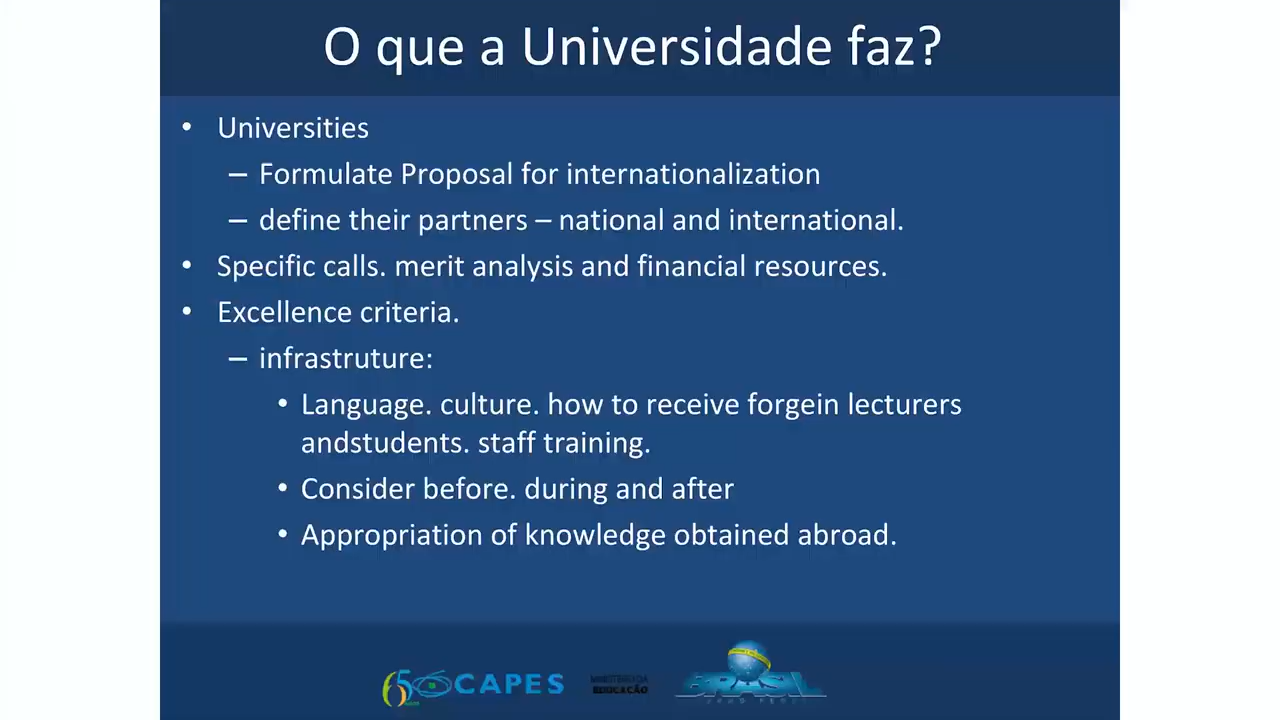 O que a Universidade faz?
• Universities
– Formulate Proposal for internationalization
– define their partners – national and international.
• Specific calls. merit analysis and financial resources.
• Excellence criteria.
– infrastruture:
• Language. culture. how to receive forgein lecturers
andstudents. staff training.
• Consider before. during and after
• Appropriation of knowledge obtained abroad.
65 CAPES
MINISTÉRIO DA
EDUCAÇÃO
BRASIL